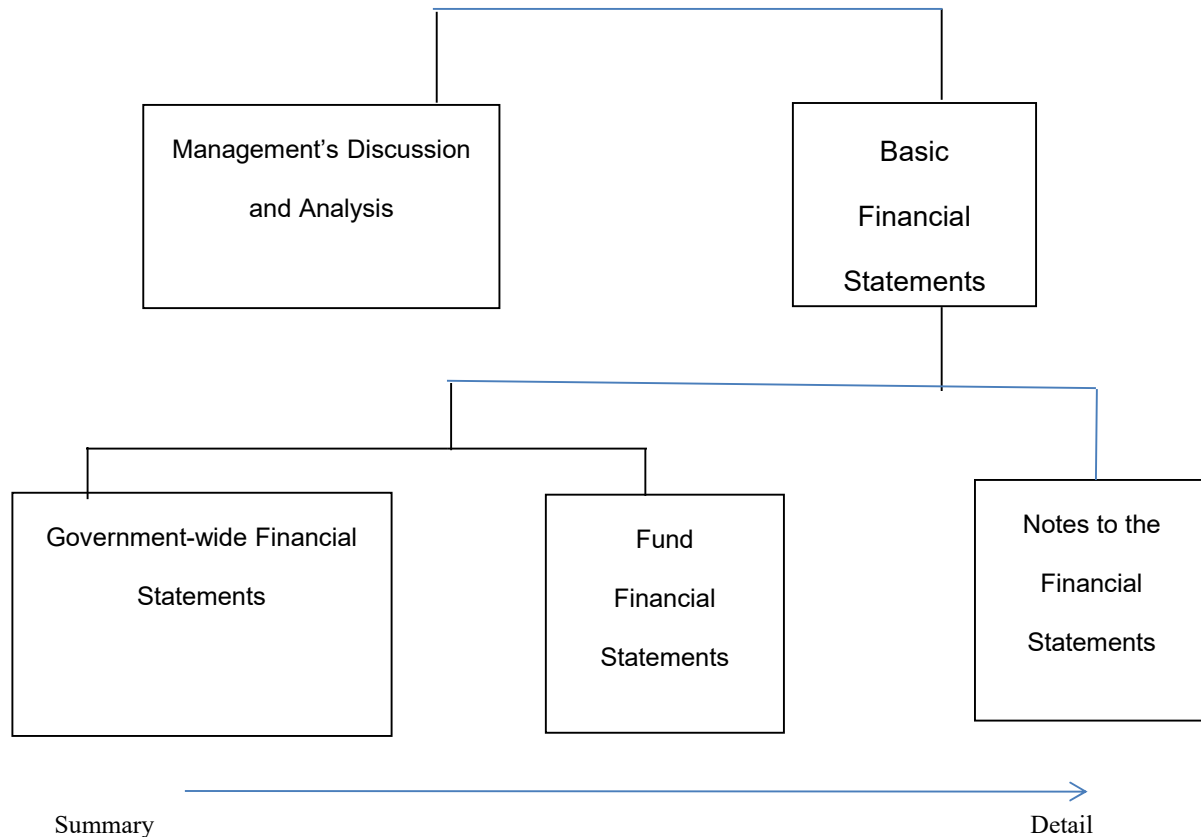 Management’s Discussion
and Analysis
Basic
Financial
Statements
Government-wide Financial
Statements
Fund
Financial
Statements
Notes to the
Financial
Statements
Summary
Detail